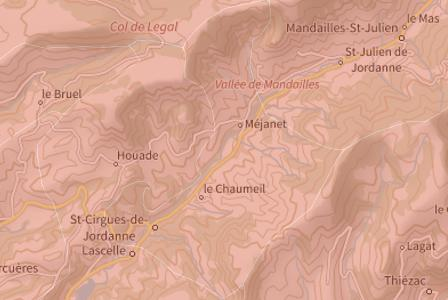 le Mas
Col de Legal
Mandailles-St-Julien
St-Julien de
Jordanne
Vallée de Mandailles
le Bruel
Méjanet
Houade
le Chaumeil
St-Cirgues-de-
Jordanne
Lascelle
Lagat
rcuères
Thiézac